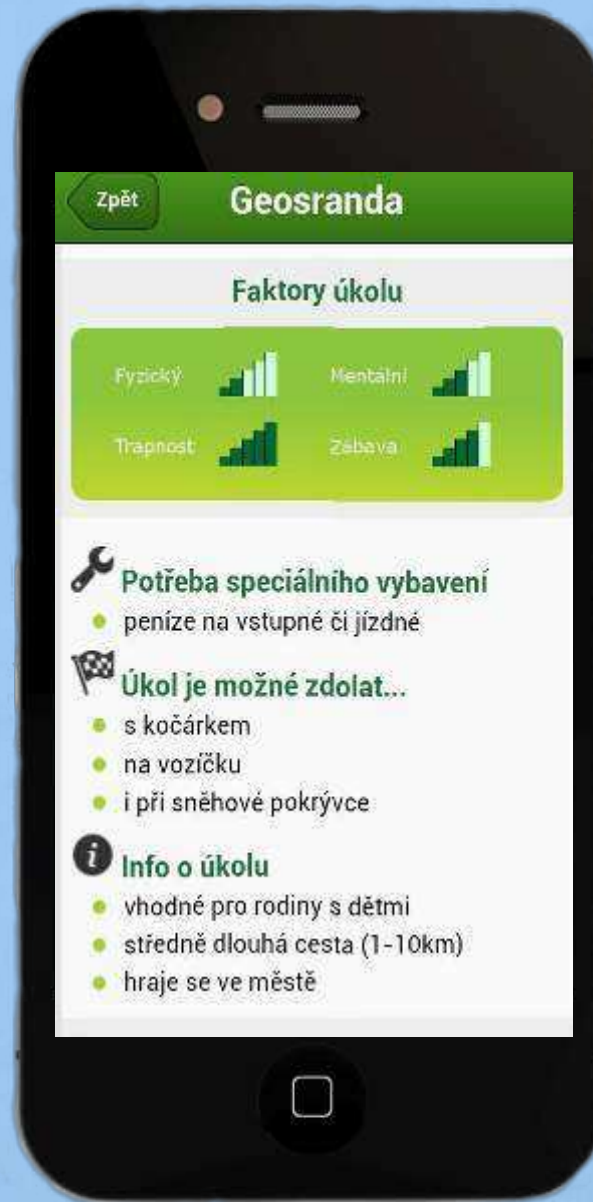 Zpět
Geosranda
Faktory úkolu
Fyzický
Mentální
Trapnost
Zábava
Potřeba speciálního vybavení
peníze na vstupné či jízdné
Úkol je možné zdolat...
s kočárkem
na vozíčku
i při sněhové pokrývce
Info o úkolu
vhodné pro rodiny s dětmi
středně dlouhá cesta (1-10km)
hraje se ve městě